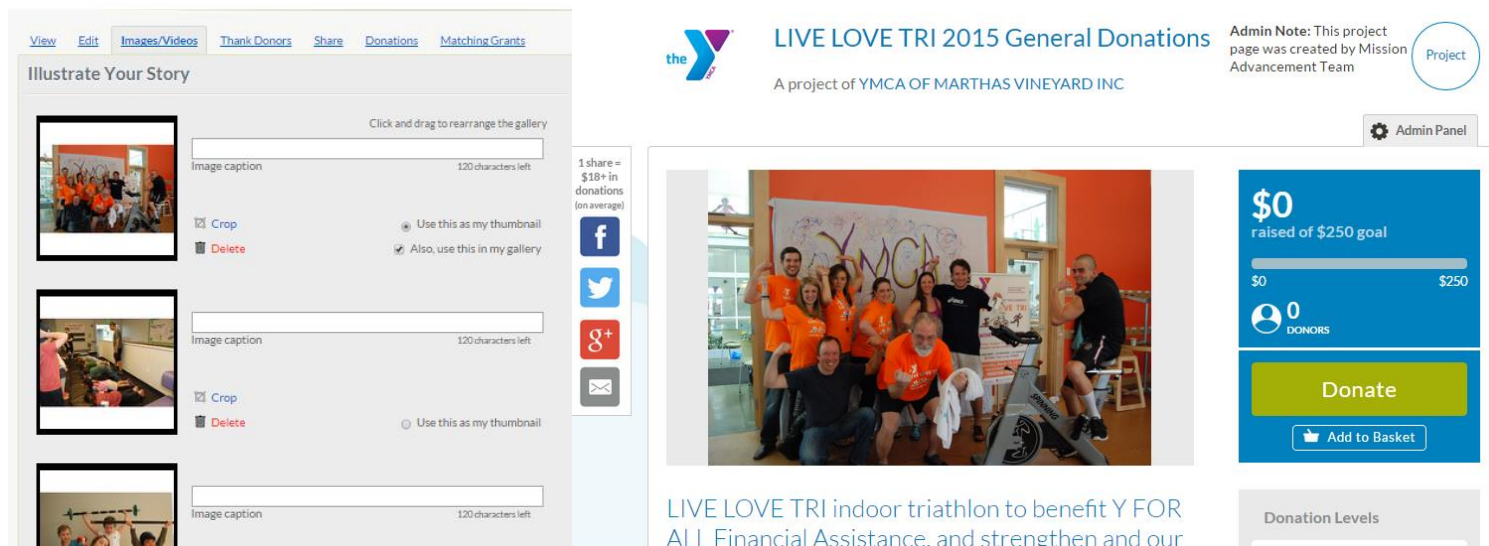 View Edit Images/Videos Thank Donors Share Donations Matching Grants
Illustrate Your Story
Click and drag to rearrange the gallery
Image caption 120 characters left
Crop Use this as my thumbnail
Delete Also, use this in my gallery
Image caption 120 characters left
Crop
Delete Use this as my thumbnail
Image caption 120 characters left
1 share =
$18+ in
donations
(on average)
f
g+
the Y
YMCA
LIVE LOVE TRI 2015 General Donations
A project of YMCA OF MARTHAS VINEYARD INC
Admin Note: This project
page was created by Mission
Advancement Team
Project
Admin Panel
YMCA
SPINNING
$0
raised of $250 goal
$0 $250
0
DONORS
Donate
Add to Basket
LIVE LOVE TRI indoor triathlon to benefit Y FOR
ALL Financial Assistance, and strengthen and our
Donation Levels